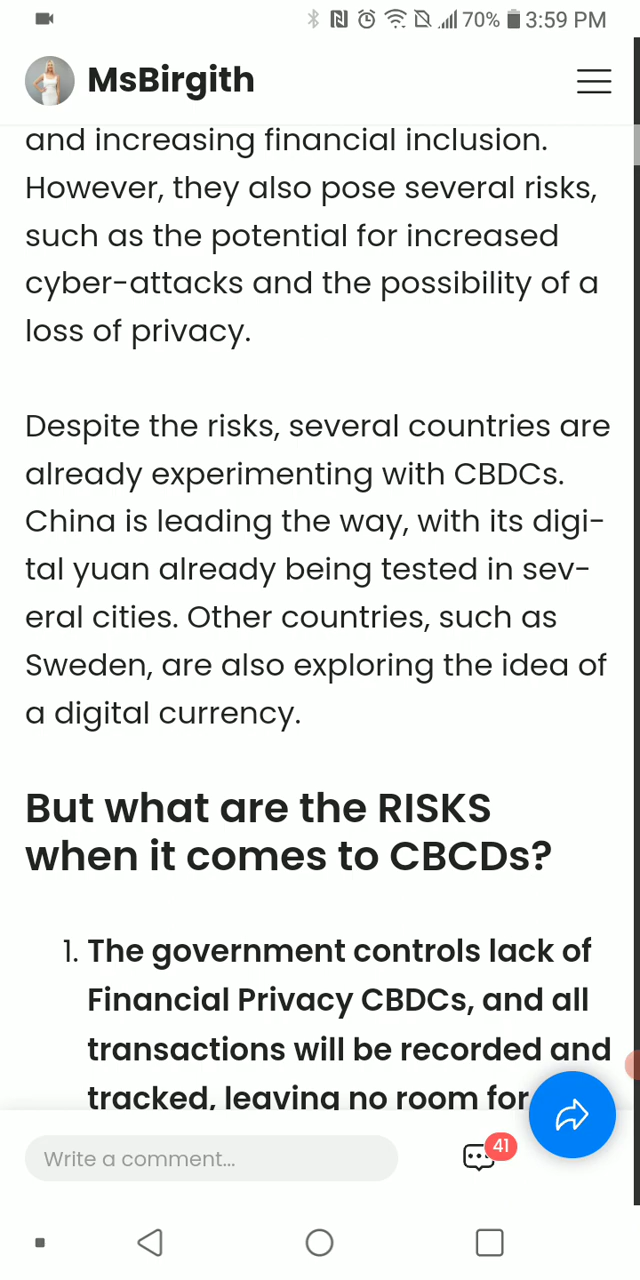 70% 3:59 PM
MsBirgith
and increasing financial inclusion.
However, they also pose several risks,
such as the potential for increased
cyber-attacks and the possibility of a
loss of privacy.
Despite the risks, several countries are
already experimenting with CBDCs.
China is leading the way, with its digi-
tal yuan already being tested in sev-
eral cities. Other countries, such as
Sweden, are also exploring the idea of
a digital currency.
But what are the RISKS
when it comes to CBCDs?
1. The government controls lack of
Financial Privacy CBDCs, and all
transactions will be recorded and
tracked, leaving no room for
Write a comment...
41